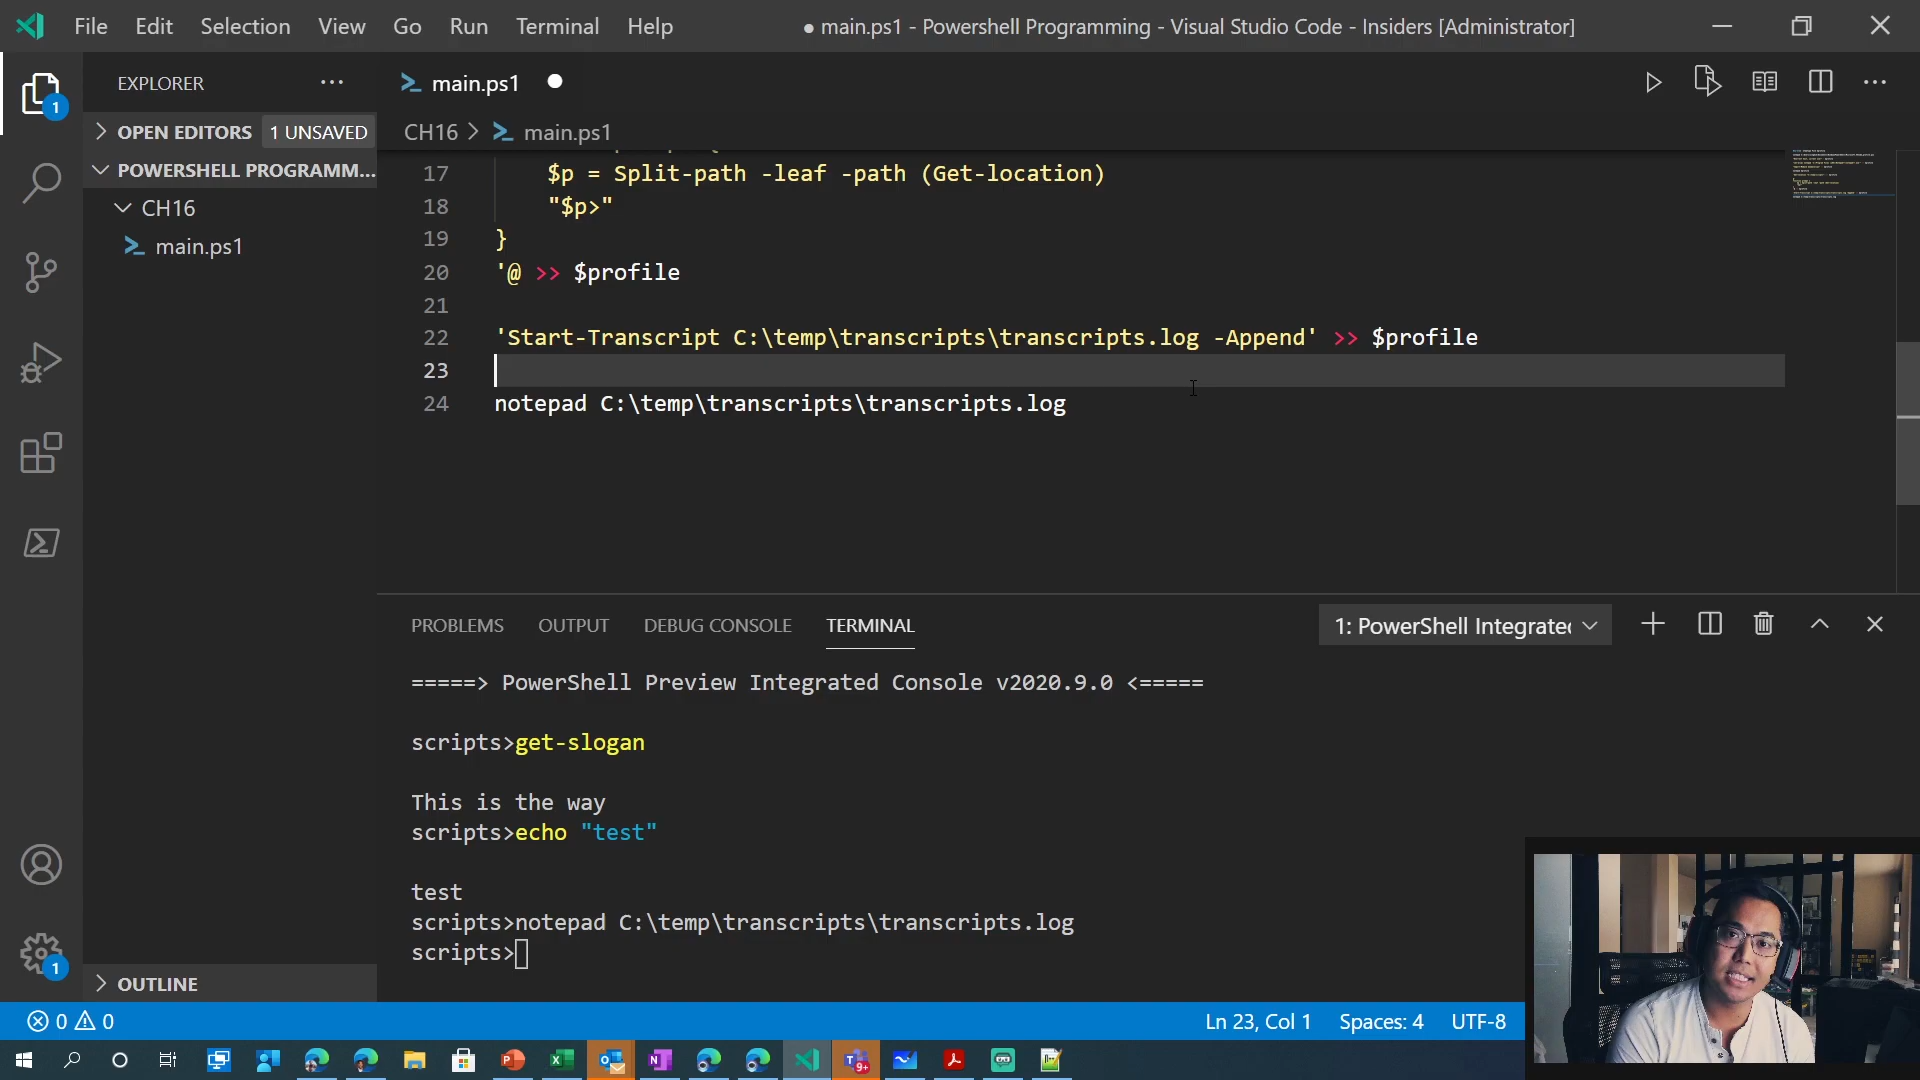 File Edit Selection View Go Run Terminal Help
● main.ps1 - Powershell Programming - Visual Studio Code - Insiders [Administrator]
EXPLORER
OPEN EDITORS 1 UNSAVED
POWERSHELL PROGRAMM...
CH16
main.ps1
OUTLINE
main.ps1
CH16 > main.ps1
17 $p = Split-path -leaf -path (Get-location)
18 "$p>"
19 }
20 '@ >> $profile
21
22 'Start-Transcript C:\temp\transcripts\transcripts.log -Append' >> $profile
23
24 notepad C:\temp\transcripts\transcripts.log
PROBLEMS OUTPUT DEBUG CONSOLE TERMINAL
1: PowerShell Integrate
=====> PowerShell Preview Integrated Console v2020.9.0 <=====
scripts>get-slogan
This is the way
scripts>echo "test"
test
scripts>notepad C:\temp\transcripts\transcripts.log
scripts>
1
1
0 0
Ln 23, Col 1 Spaces: 4 UTF-8
9+